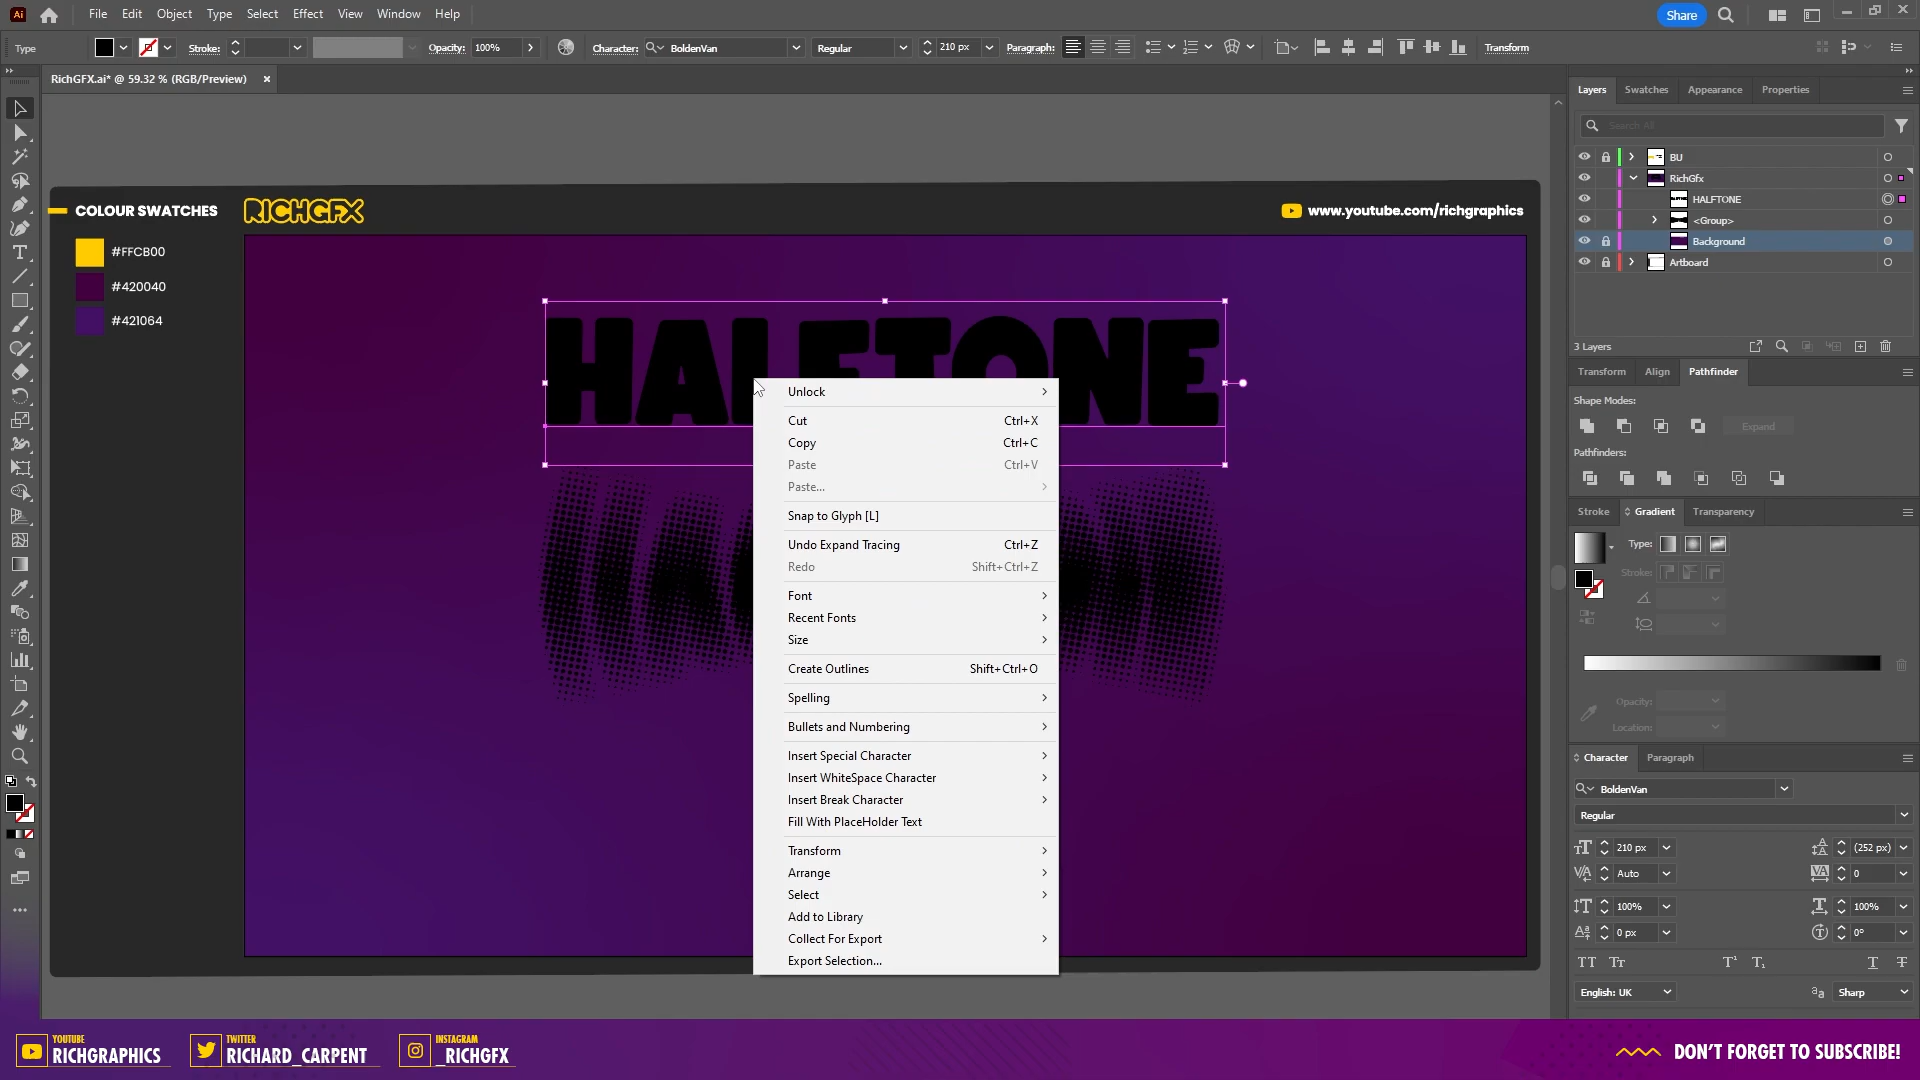 Ai File Edit Object Type Select Effect View Window Help Share
Type Stroke: Opacity: 100% Character: BoldenVan Regular 210 px Paragraph: Transform
RichGFX.ai* @ 59.32 % (RGB/Preview) ×
COLOUR SWATCHES RICHGFX www.youtube.com/richgraphics
#FFCB00
#420040
#421064
HALFTONE
Unlock
Cut Ctrl+X
Copy Ctrl+C
Paste Ctrl+V
Paste...
Snap to Glyph [L]
Undo Expand Tracing Ctrl+Z
Redo Shift+Ctrl+Z
Font
Recent Fonts
Size
Create Outlines Shift+Ctrl+O
Spelling
Bullets and Numbering
Insert Special Character
Insert WhiteSpace Character
Insert Break Character
Fill With PlaceHolder Text
Transform
Arrange
Select
Add to Library
Collect For Export
Export Selection...
Layers Swatches Appearance Properties
Search All
BU
RichGfx
HALFTONE
<Group>
Background
Artboard
3 Layers
Transform Align Pathfinder
Shape Modes:
Expand
Pathfinders:
Stroke Gradient Transparency
Type:
Stroke:
Opacity:
Location:
Character Paragraph
BoldenVan
Regular
210 px (252 px)
Auto 0
100% 100%
0 px 0°
English: UK Sharp
YOUTUBE
RICHGRAPHICS
TWITTER
RICHARD_CARPENT
INSTAGRAM
_RICHGFX
DON'T FORGET TO SUBSCRIBE!